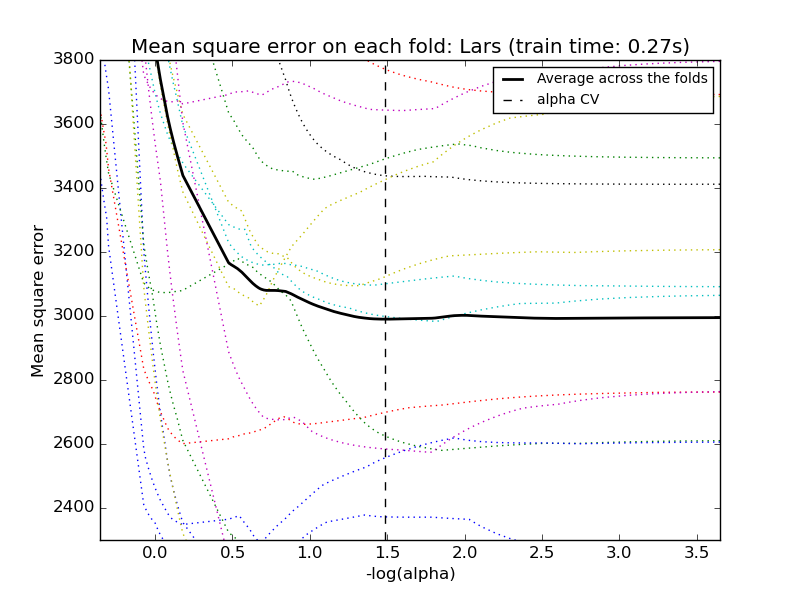 Mean square error on each fold: Lars (train time: 0.27s)
Average across the folds
alpha CV
Mean square error
3800
3600
3400
3200
3000
2800
2600
2400
0.0 0.5 1.0 1.5 2.0 2.5 3.0 3.5
-log(alpha)